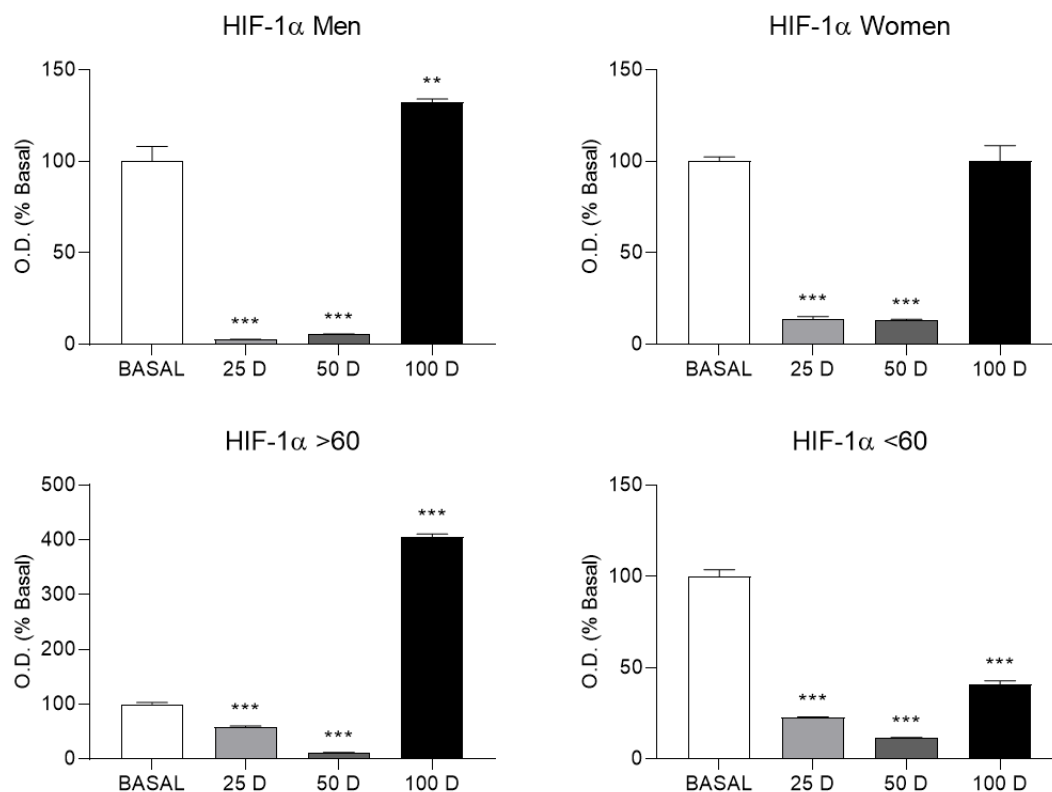 HIF-1α Men
150
100
50
0
O.D. (% Basal)
**
***
***
BASAL 25 D 50 D 100 D
HIF-1α Women
150
100
50
0
O.D. (% Basal)
***
***
BASAL 25 D 50 D 100 D
HIF-1α >60
500
400
300
200
100
0
O.D. (% Basal)
***
***
***
BASAL 25 D 50 D 100 D
HIF-1α <60
150
100
50
0
O.D. (% Basal)
***
***
***
BASAL 25 D 50 D 100 D